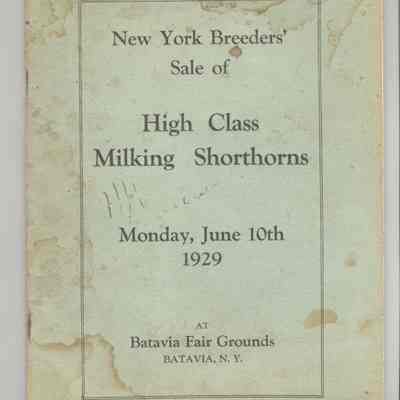 New York Breeders'
Sale of
High Class
Milking Shorthorns
Monday, June 10th
1929
AT
Batavia Fair Grounds
BATAVIA, N. Y.